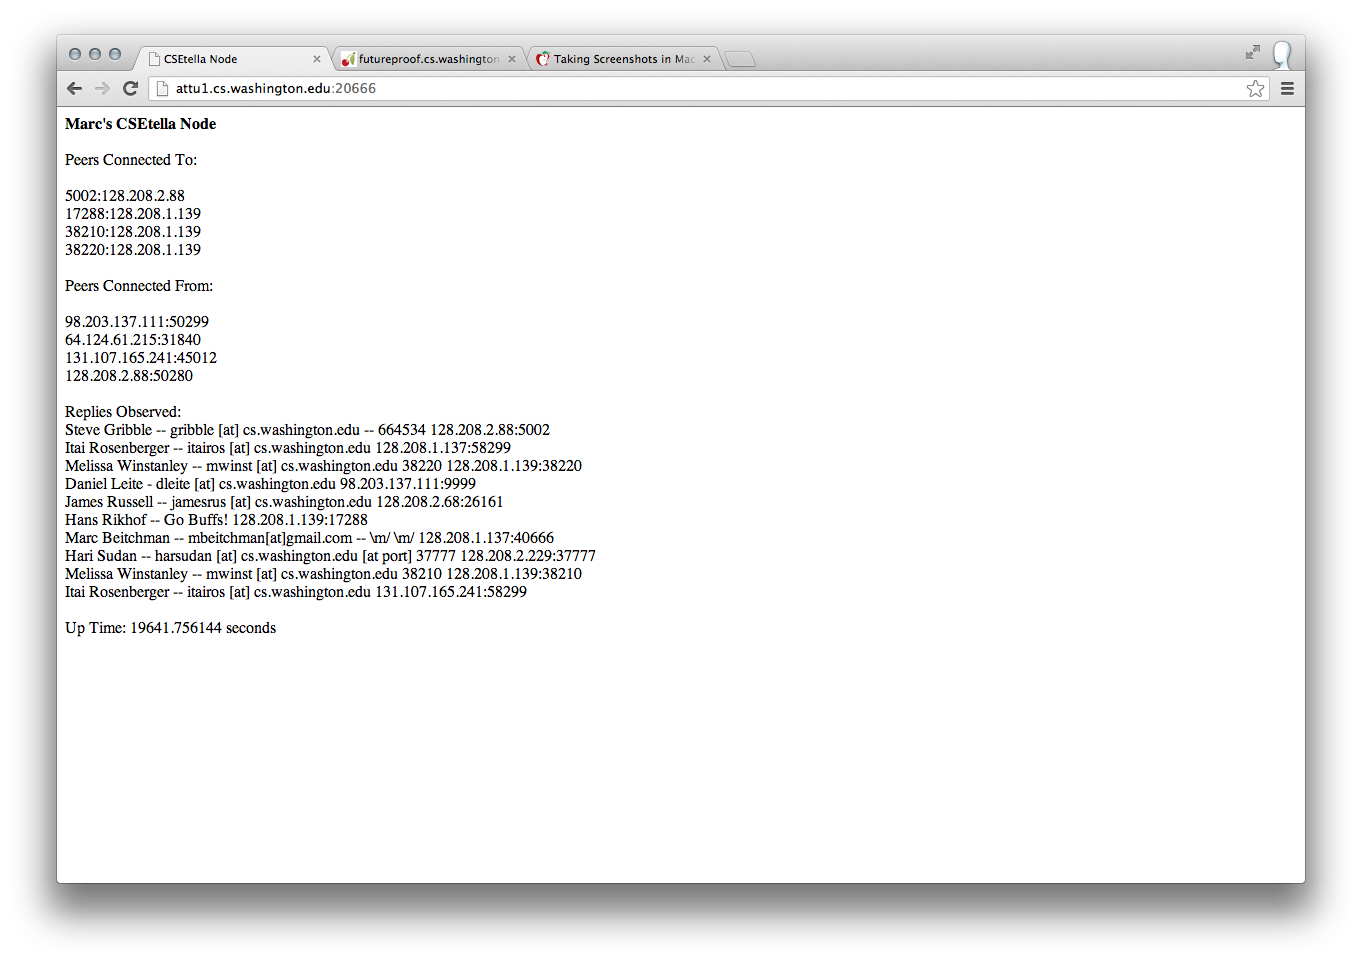 CSEtella Node
futureproof.cs.washington
Taking Screenshots in Mac
attu1.cs.washington.edu:20666
Marc's CSEtella Node
Peers Connected To:
5002:128.208.2.88
17288:128.208.1.139
38210:128.208.1.139
38220:128.208.1.139
Peers Connected From:
98.203.137.111:50299
64.124.61.215:31840
131.107.165.241:45012
128.208.2.88:50280
Replies Observed:
Steve Gribble -- gribble [at] cs.washington.edu -- 664534 128.208.2.88:5002
Itai Rosenberger -- itairos [at] cs.washington.edu 128.208.1.137:58299
Melissa Winstanley -- mwinst [at] cs.washington.edu 38220 128.208.1.139:38220
Daniel Leite - dleite [at] cs.washington.edu 98.203.137.111:9999
James Russell -- jamesrus [at] cs.washington.edu 128.208.2.68:26161
Hans Rikhof -- Go Buffs! 128.208.1.139:17288
Marc Beitchman -- mbeitchman[at]gmail.com -- \m/ \m/ 128.208.1.137:40666
Hari Sudan -- harsudan [at] cs.washington.edu [at port] 37777 128.208.2.229:37777
Melissa Winstanley -- mwinst [at] cs.washington.edu 38210 128.208.1.139:38210
Itai Rosenberger -- itairos [at] cs.washington.edu 131.107.165.241:58299
Up Time: 19641.756144 seconds